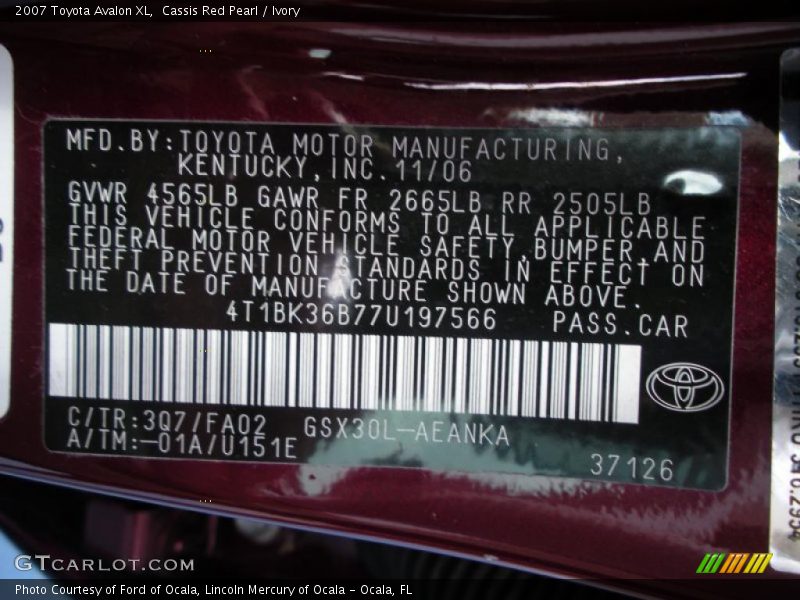 2007 Toyota Avalon XL,  Cassis Red Pearl / Ivory
MFD.BY:TOYOTA MOTOR MANUFACTURING,
KENTUCKY,INC.11/06
GVWR 4565LB GAWR FR 2665LB RR 2505LB
THIS VEHICLE CONFORMS TO ALL APPLICABLE
FEDERAL MOTOR VEHICLE SAFETY,BUMPER,AND
THEFT PREVENTION STANDARDS IN EFFECT ON
THE DATE OF MANUFACTURE SHOWN ABOVE.
4T1BK36B77U197566 PASS.CAR
C/TR:3Q7/FA02 GSX30L-AEANKA
A/TM:-01A/U151E
37126
GTCARLOT.COM
Photo Courtesy of Ford of Ocala, Lincoln Mercury of Ocala - Ocala, FL